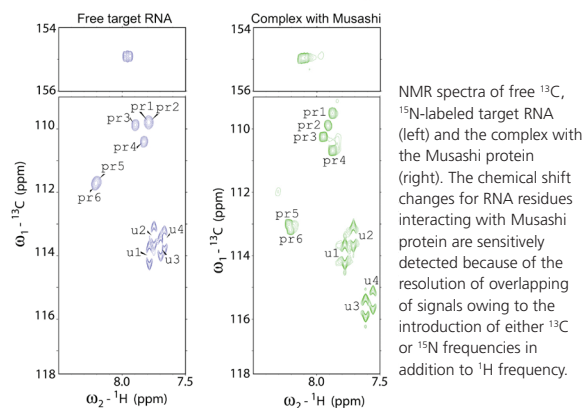 Free target RNA
154
156
110
112
114
116
118
ω₁ - ¹³C (ppm)
pr1
pr2
pr3
pr4
pr5
pr6
u2
u4
u1
u3
8.0
7.5
ω₂ - ¹H (ppm)
Complex with Musashi
154
156
110
112
114
116
118
ω₁ - ¹³C (ppm)
pr1
pr2
pr3
pr4
pr5
pr6
u2
u1
u4
u3
8.0
7.5
ω₂ - ¹H (ppm)
NMR spectra of free ¹³C,
¹⁵N-labeled target RNA
(left) and the complex with
the Musashi protein
(right). The chemical shift
changes for RNA residues
interacting with Musashi
protein are sensitively
detected because of the
resolution of overlapping
of signals owing to the
introduction of either ¹³C
or ¹⁵N frequencies in
addition to ¹H frequency.